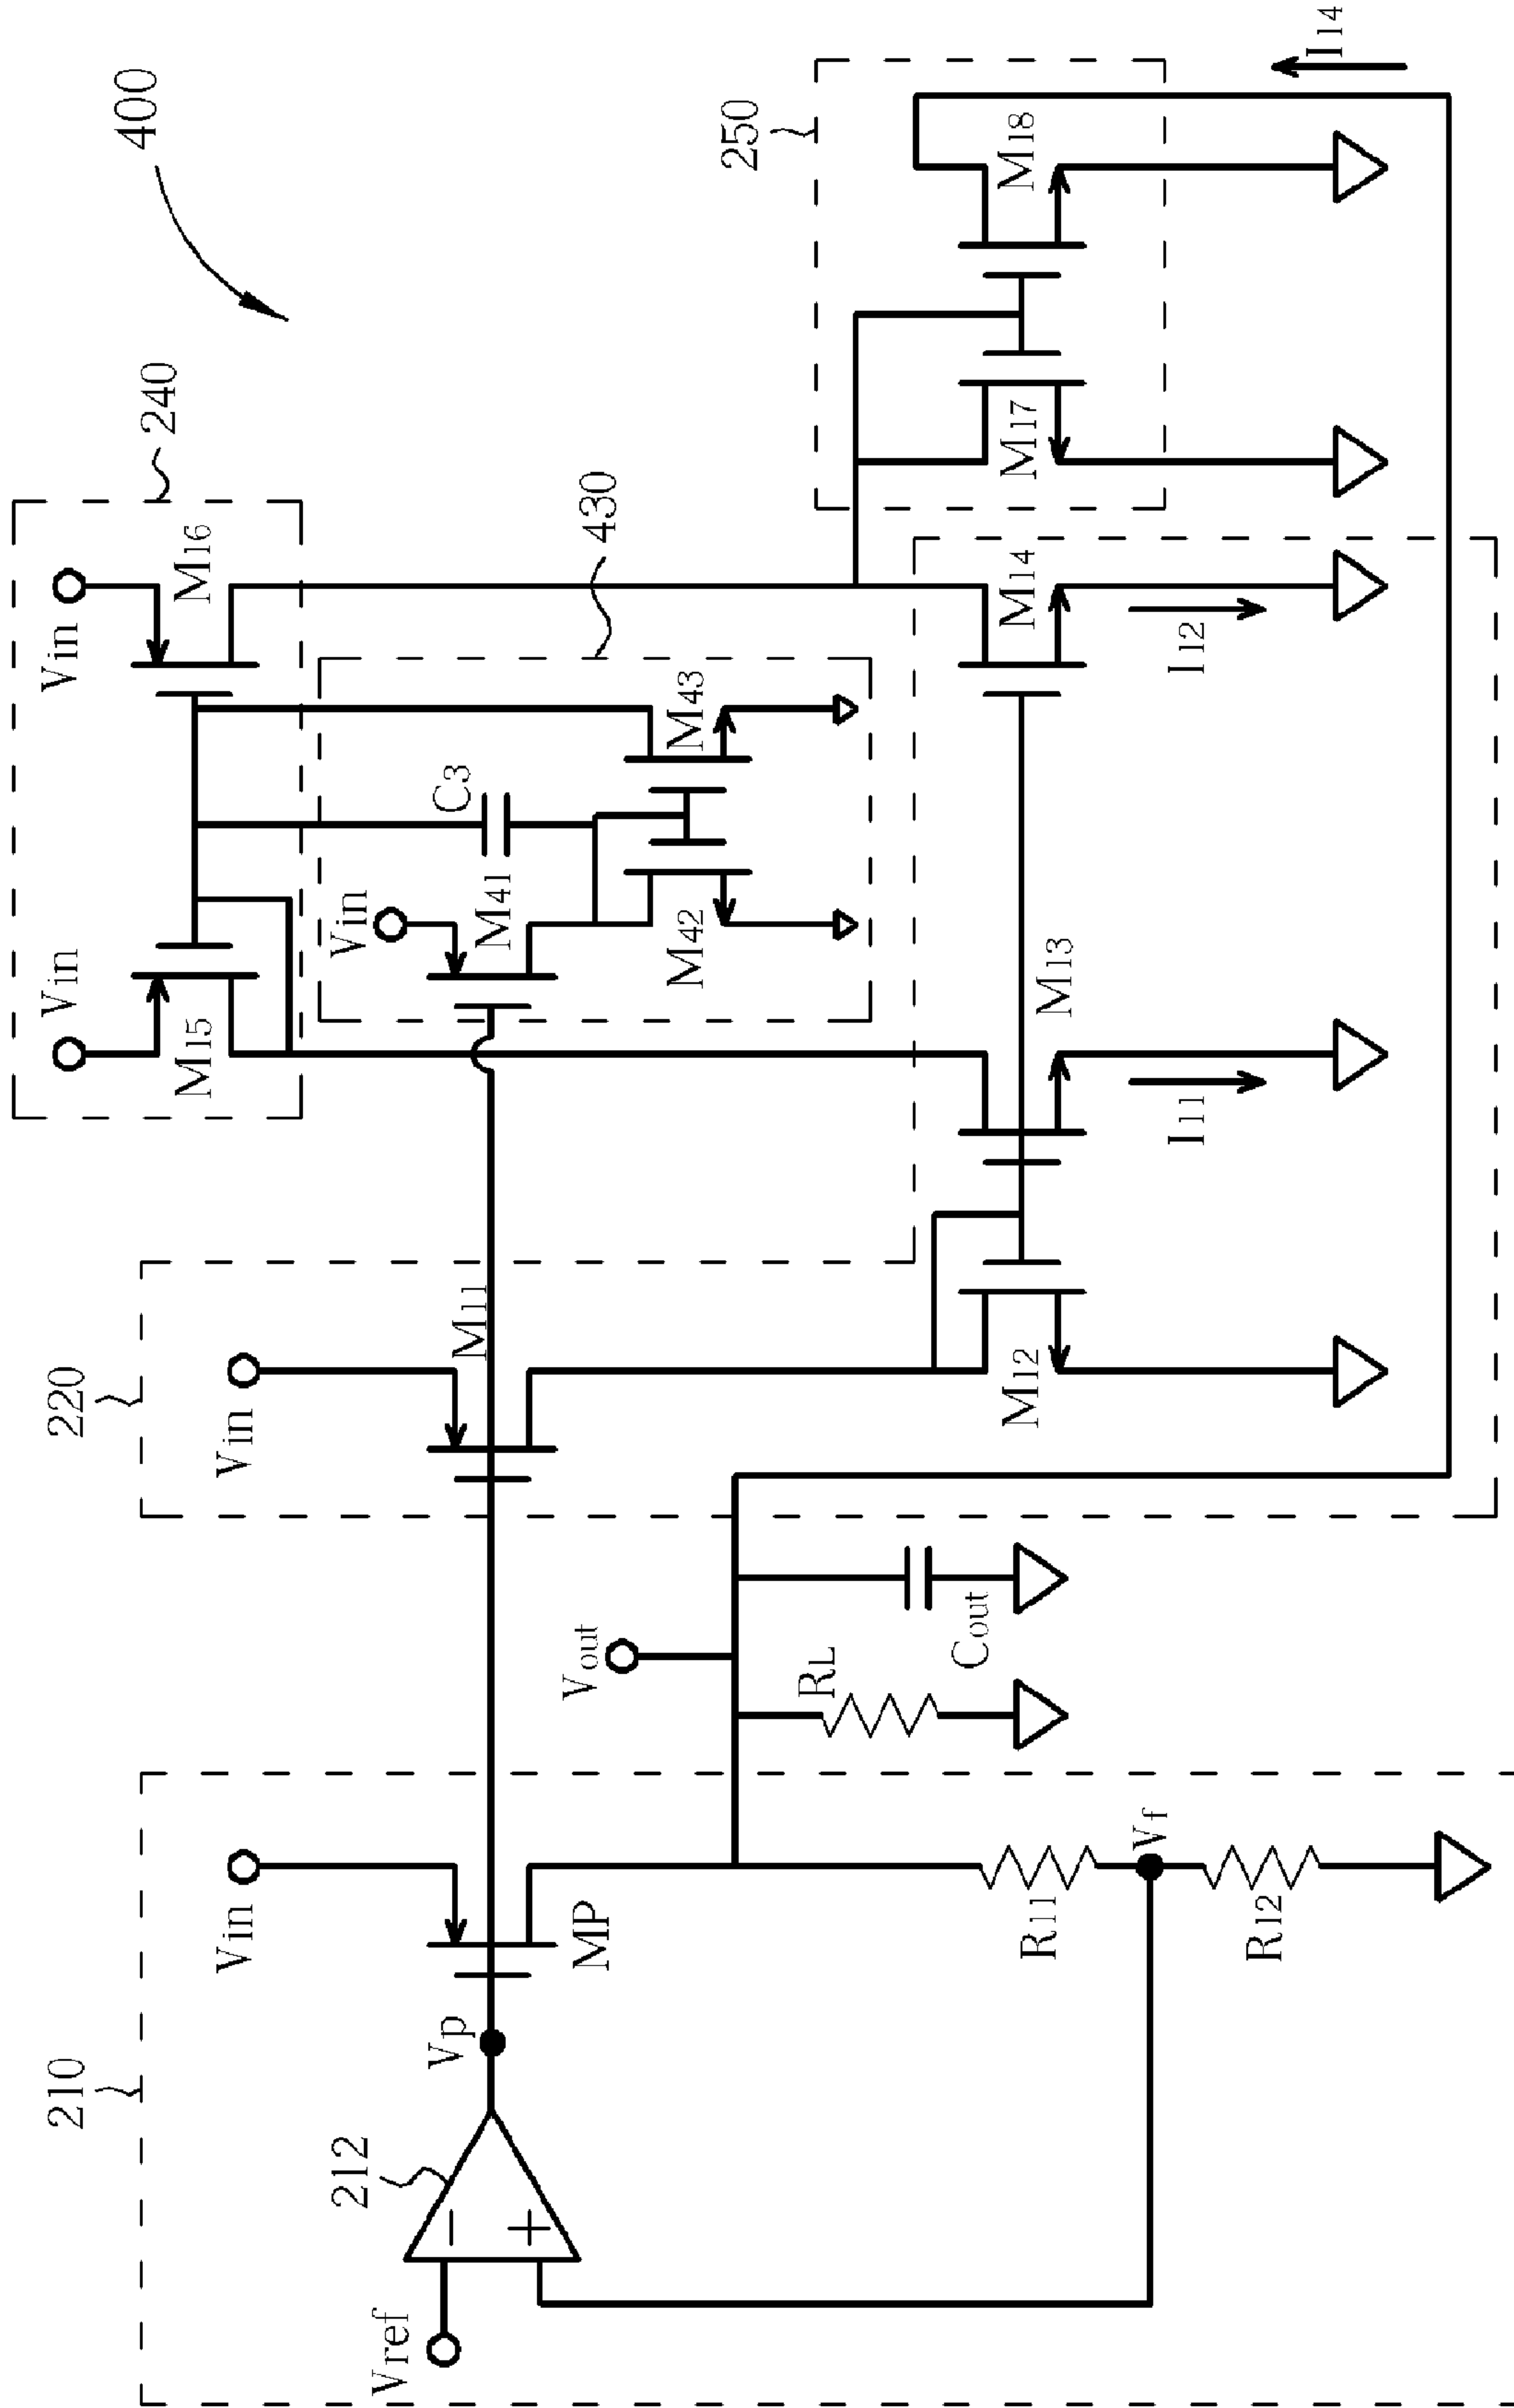 400
240
Vin
Vin
M15
M16
430
Vin
C3
M41
M42
M43
220
Vin
M11
M12
M13
M14
I11
I12
250
M17
M18
I14
210
Vin
212
Vref
Vp
MP
Vout
RL
Cout
R11
Vf
R12